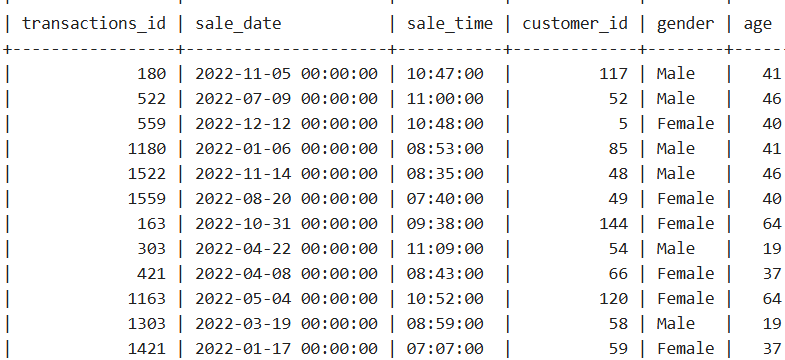 | transactions_id | sale_date           | sale_time | customer_id | gender | age
+-----------------+---------------------+-----------+-------------+--------+-----
|             180 | 2022-11-05 00:00:00 | 10:47:00  |         117 | Male   |  41
|             522 | 2022-07-09 00:00:00 | 11:00:00  |          52 | Male   |  46
|             559 | 2022-12-12 00:00:00 | 10:48:00  |           5 | Female |  40
|            1180 | 2022-01-06 00:00:00 | 08:53:00  |          85 | Male   |  41
|            1522 | 2022-11-14 00:00:00 | 08:35:00  |          48 | Male   |  46
|            1559 | 2022-08-20 00:00:00 | 07:40:00  |          49 | Female |  40
|             163 | 2022-10-31 00:00:00 | 09:38:00  |         144 | Female |  64
|             303 | 2022-04-22 00:00:00 | 11:09:00  |          54 | Male   |  19
|             421 | 2022-04-08 00:00:00 | 08:43:00  |          66 | Female |  37
|            1163 | 2022-05-04 00:00:00 | 10:52:00  |         120 | Female |  64
|            1303 | 2022-03-19 00:00:00 | 08:59:00  |          58 | Male   |  19
|            1421 | 2022-01-17 00:00:00 | 07:07:00  |          59 | Female |  37